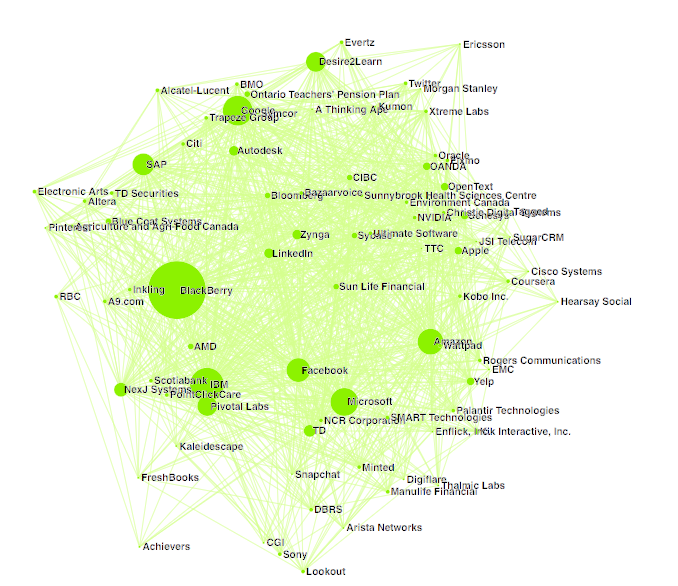 Evertz
Ericsson
Desire2Learn
BMO
Twitter
Alcatel-Lucent
Morgan Stanley
Ontario Teachers' Pension Plan
Kumon
Google
A Thinking Ape
Xtreme Labs
Trapeze Group
Citi
Autodesk
Oracle
Fixmo
SAP
OANDA
CIBC
OpenText
Electronic Arts
TD Securities
Bloomberg
Bazaarvoice
Sunnybrook Health Sciences Centre
Altera
Environment Canada
Christie Digital Systems
Tagged
NVIDIA
Genesys
Blue Coat Systems
Pinterest
Agriculture and Agri-Food Canada
Zynga
Sybase
Ultimate Software
SugarCRM
JSI Telecom
LinkedIn
TTC
Apple
Cisco Systems
Coursera
BlackBerry
Inkling
Sun Life Financial
RBC
A9.com
Kobo Inc.
Hearsay Social
AMD
Amazon
Wattpad
Rogers Communications
EMC
Facebook
Scotiabank
IBM
Yelp
NexJ Systems
PointClickCare
Pivotal Labs
Microsoft
Palantir Technologies
NCR Corporation
SMART Technologies
TD
Enflick, Inc.
Kik Interactive, Inc.
Kaleidescape
Minted
FreshBooks
Snapchat
Digiflare
Thalmic Labs
Manulife Financial
DBRS
Arista Networks
CGI
Achievers
Sony
Lookout